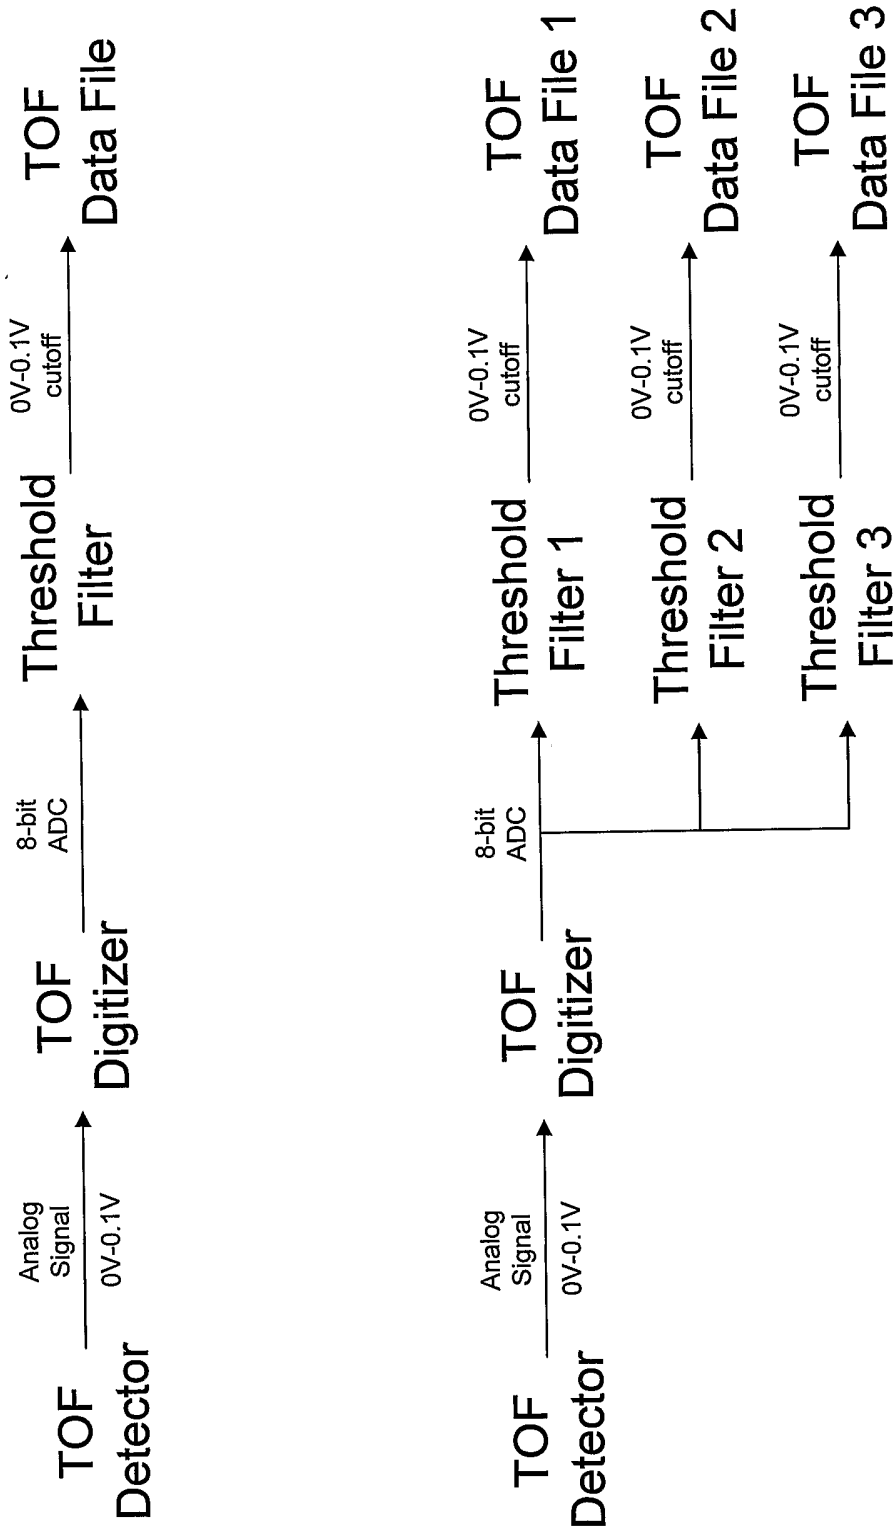 TOF
Detector
Analog
Signal
0V-0.1V
TOF
Digitizer
8-bit
ADC
Threshold
Filter
0V-0.1V
cutoff
TOF
Data File
TOF
Detector
Analog
Signal
0V-0.1V
TOF
Digitizer
8-bit
ADC
Threshold
Filter 1
0V-0.1V
cutoff
TOF
Data File 1
Threshold
Filter 2
0V-0.1V
cutoff
TOF
Data File 2
Threshold
Filter 3
0V-0.1V
cutoff
TOF
Data File 3